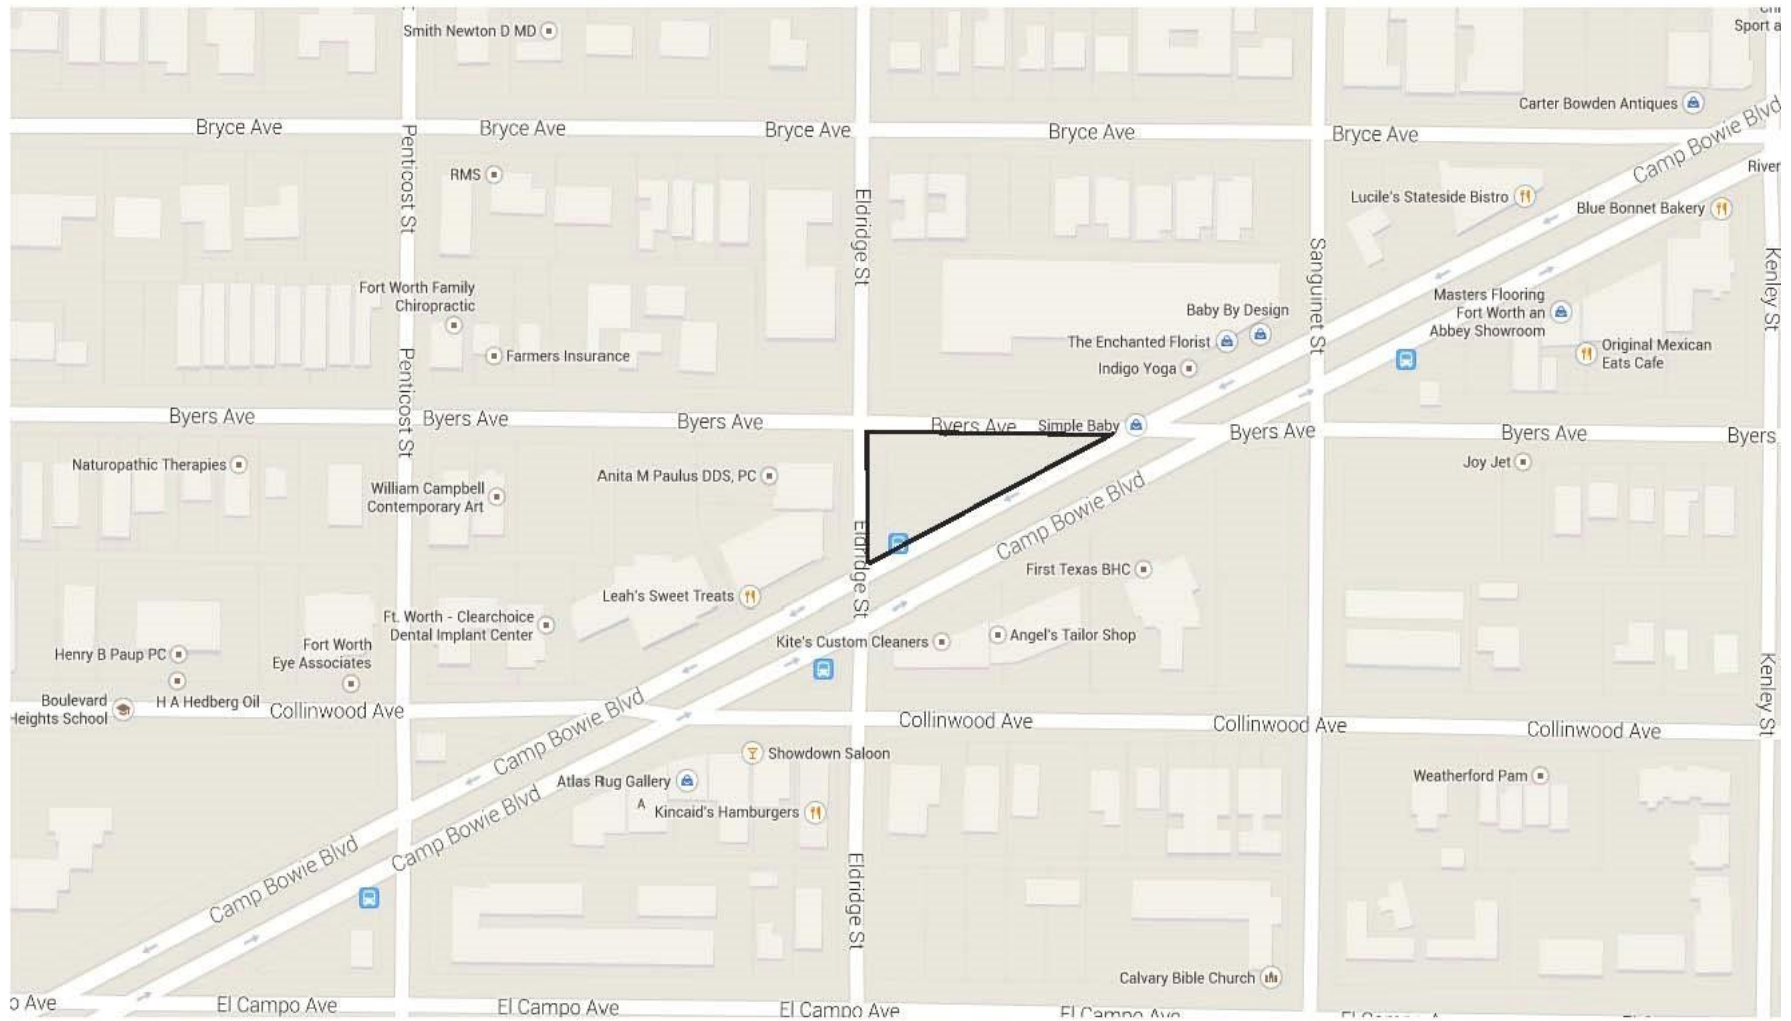 Smith Newton D MD
Sport a
Carter Bowden Antiques
Camp Bowie Blvd
Bryce Ave
Bryce Ave
Bryce Ave
Bryce Ave
Bryce Ave
Penticost St
RMS
Eldridge St
River
Lucile's Stateside Bistro
Blue Bonnet Bakery
Sanguinet St
Kenley St
Fort Worth Family
Chiropractic
Masters Flooring
Fort Worth an
Abbey Showroom
Baby By Design
The Enchanted Florist
Indigo Yoga
Original Mexican
Eats Cafe
Farmers Insurance
Penticost St
Byers Ave
Byers Ave
Byers Ave
Byers Ave
Simple Baby
Byers Ave
Byers Ave
Byers
Naturopathic Therapies
Anita M Paulus DDS, PC
William Campbell
Contemporary Art
Joy Jet
Camp Bowie Blvd
Eldridge St
First Texas BHC
Leah's Sweet Treats
Ft. Worth - Clearchoice
Dental Implant Center
Kite's Custom Cleaners
Angel's Tailor Shop
Fort Worth
Eye Associates
Henry B Paup PC
H A Hedberg Oil
Boulevard
Heights School
Collinwood Ave
Collinwood Ave
Collinwood Ave
Collinwood Ave
Kenley St
Camp Bowie Blvd
Showdown Saloon
Atlas Rug Gallery
A
Kincaid's Hamburgers
Weatherford Pam
Camp Bowie Blvd
Camp Bowie Blvd
Eldridge St
Calvary Bible Church
o Ave
El Campo Ave
El Campo Ave
El Campo Ave
El Campo Ave